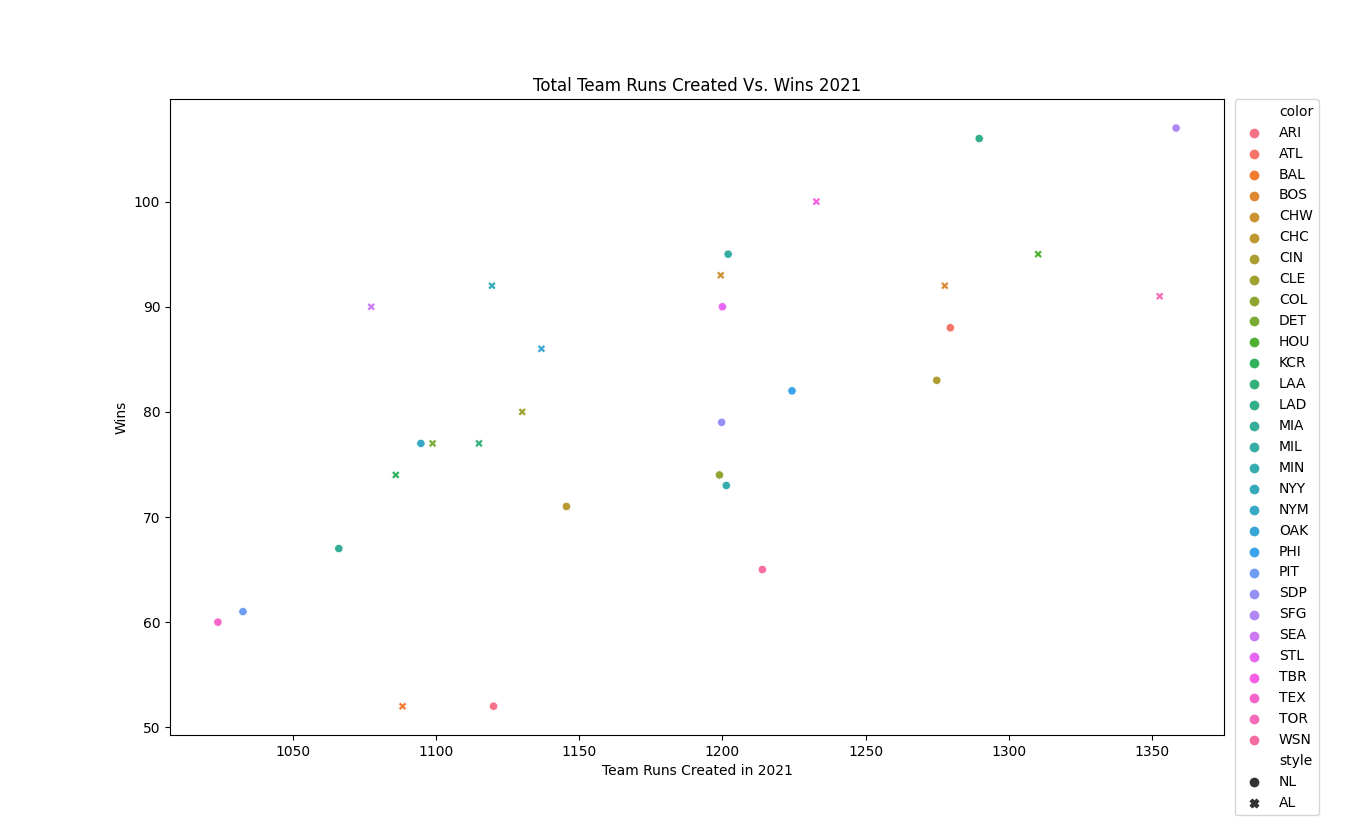 Total Team Runs Created Vs. Wins 2021
Wins
100
90
80
70
60
50
1050
1100
1150
1200
1250
1300
1350
Team Runs Created in 2021
color
ARI
ATL
BAL
BOS
CHW
CHC
CIN
CLE
COL
DET
HOU
KCR
LAA
LAD
MIA
MIL
MIN
NYY
NYM
OAK
PHI
PIT
SDP
SFG
SEA
STL
TBR
TEX
TOR
WSN
style
NL
AL